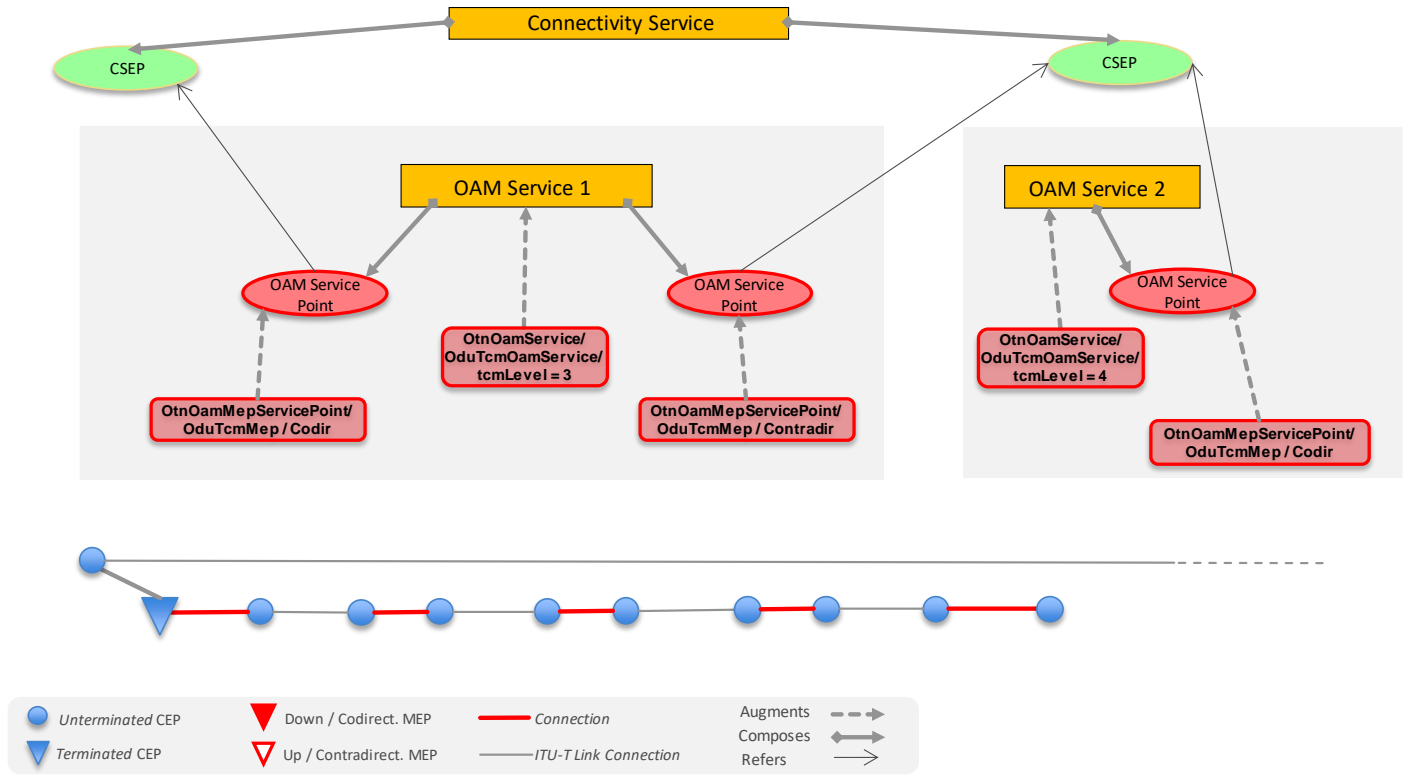 Connectivity Service
CSEP
CSEP
OAM Service 1
OAM Service 2
OAM Service
Point
OAM Service
Point
OAM Service
Point
OtnOamService/
OduTcmOamService/
tcmLevel = 3
OtnOamService/
OduTcmOamService/
tcmLevel = 4
OtnOamMepServicePoint/
OduTcmMep / Codir
OtnOamMepServicePoint/
OduTcmMep / Contradir
OtnOamMepServicePoint/
OduTcmMep / Codir
Unterminated CEP
Down / Codirect. MEP
Connection
Augments
Composes
Terminated CEP
Up / Contradirect. MEP
ITU-T Link Connection
Refers